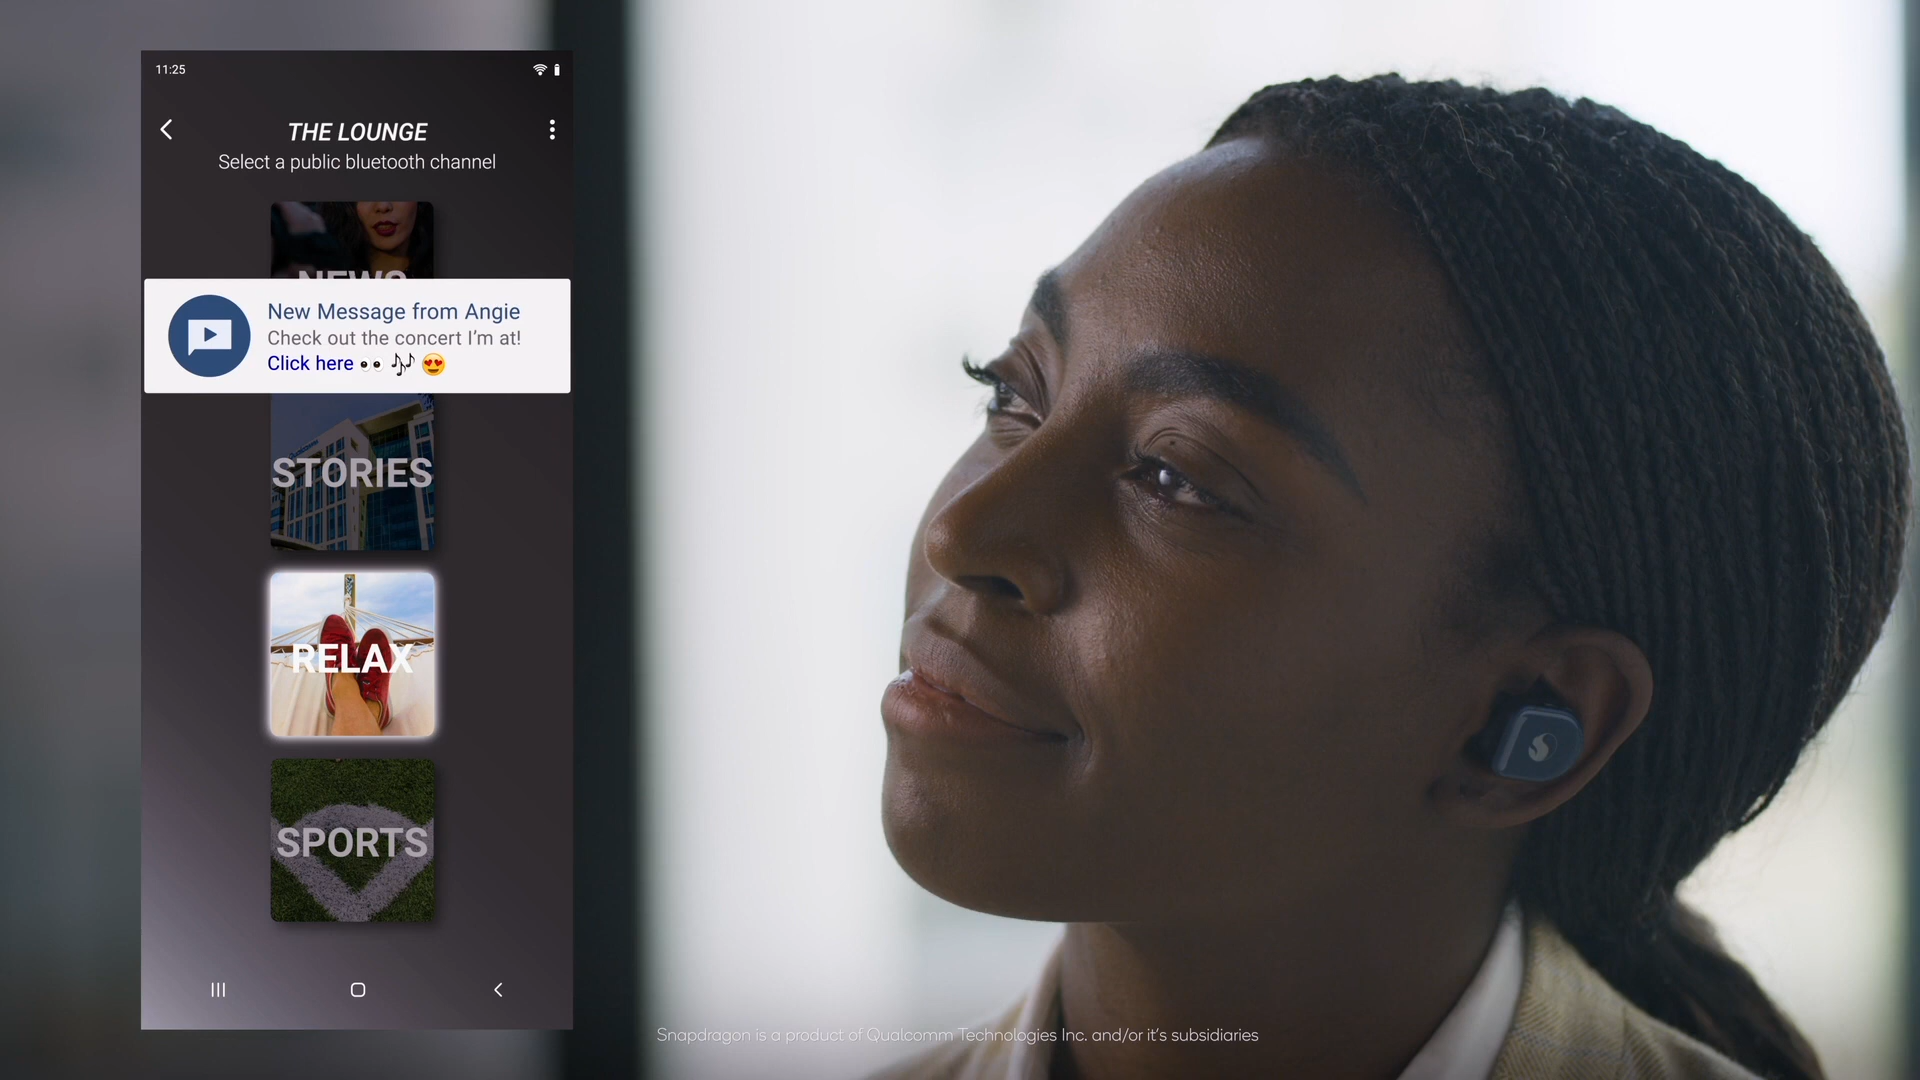 11:25
THE LOUNGE
Select a public bluetooth channel
NEWS
New Message from Angie
Check out the concert I'm at!
Click here 👀 🎶 😍
STORIES
RELAX
SPORTS
Snapdragon is a product of Qualcomm Technologies Inc. and/or it's subsidiaries